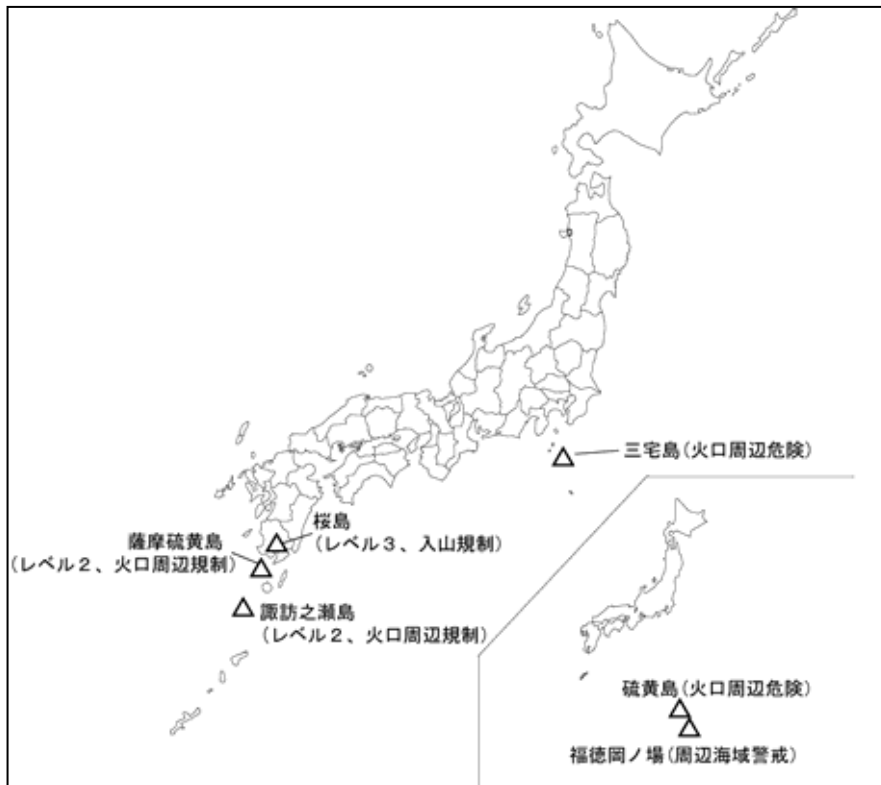 三宅島(火口周辺危険)
桜島
(レベル3、入山規制)
薩摩硫黄島
(レベル2、火口周辺規制)
諏訪之瀬島
(レベル2、火口周辺規制)
硫黄島(火口周辺危険)
福徳岡ノ場(周辺海域警戒)